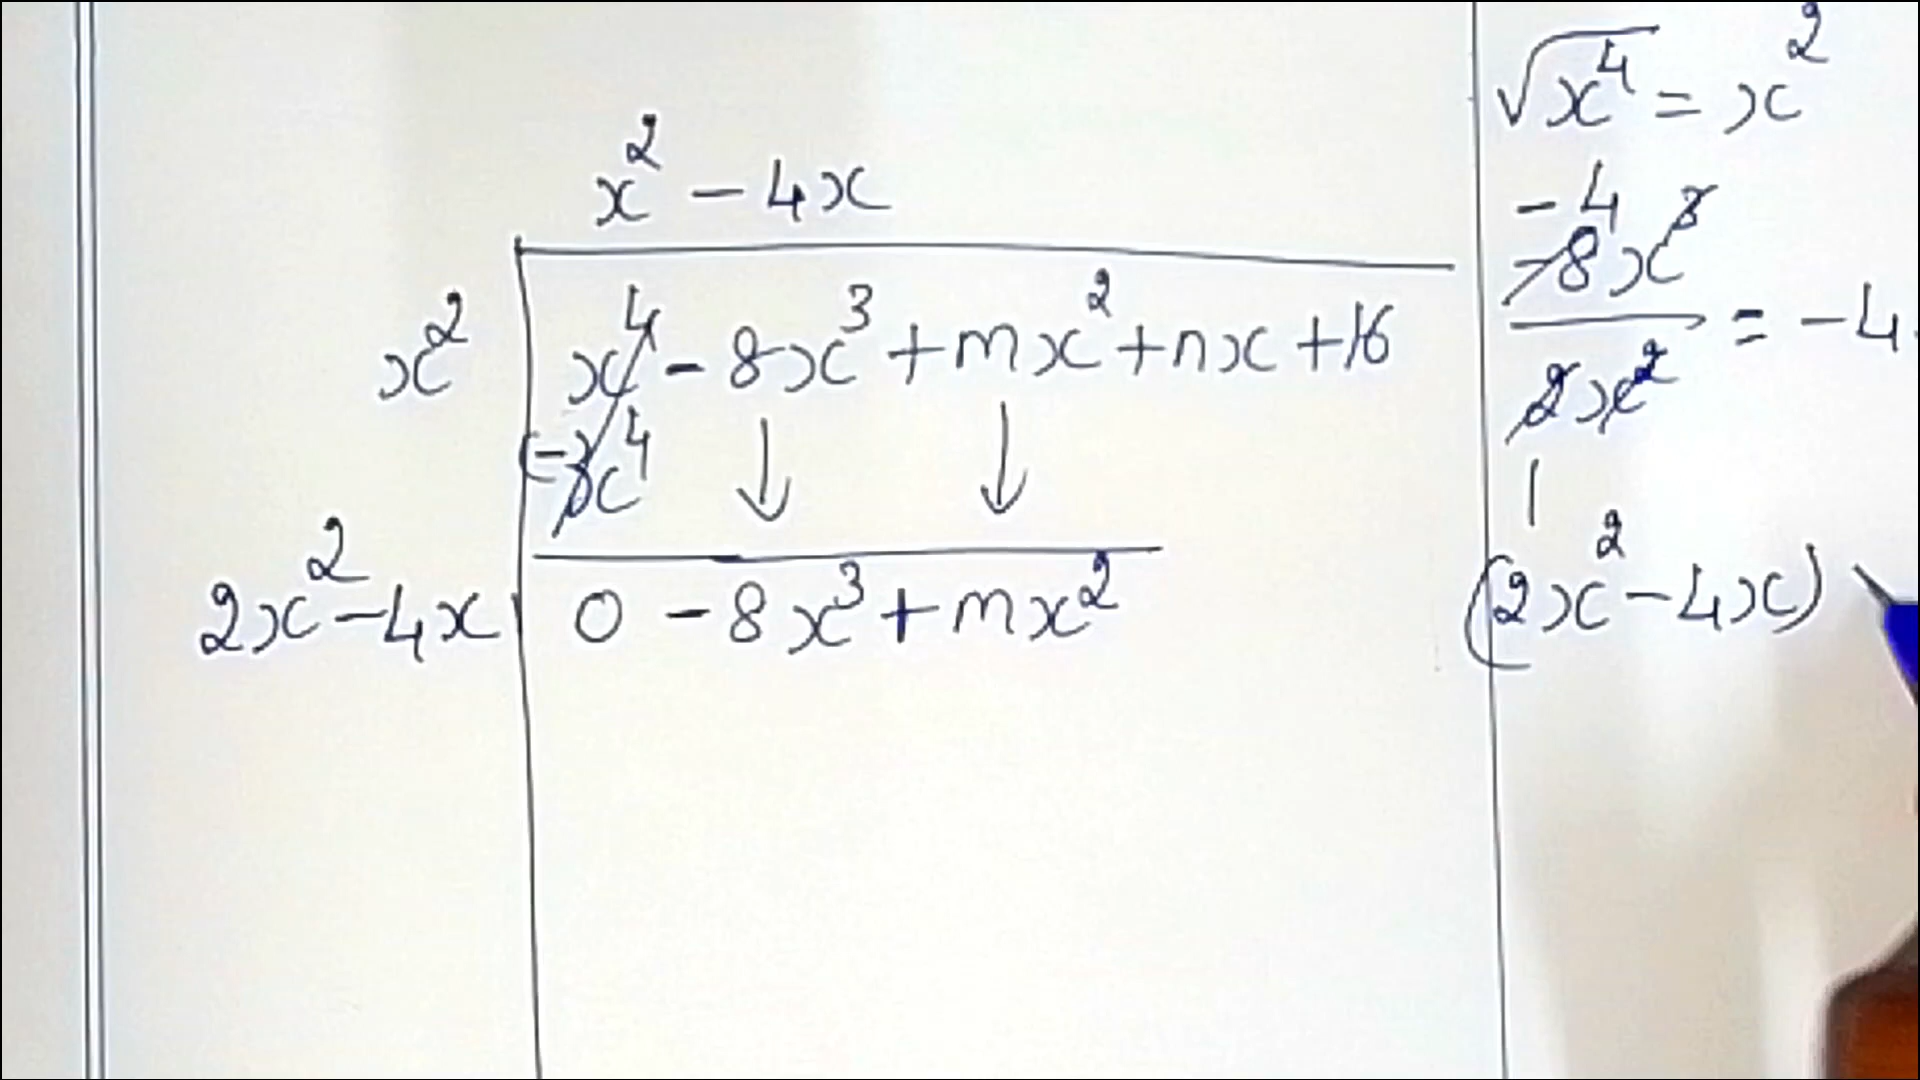 x² - 4x
x² x⁴ - 8x³ + mx² + nx + 16
(-) x⁴ ↓ ↓
2x² - 4x 0 - 8x³ + mx²
√x⁴ = x²
-4
-8x³ / 2x² = -4
1
(2x² - 4x)